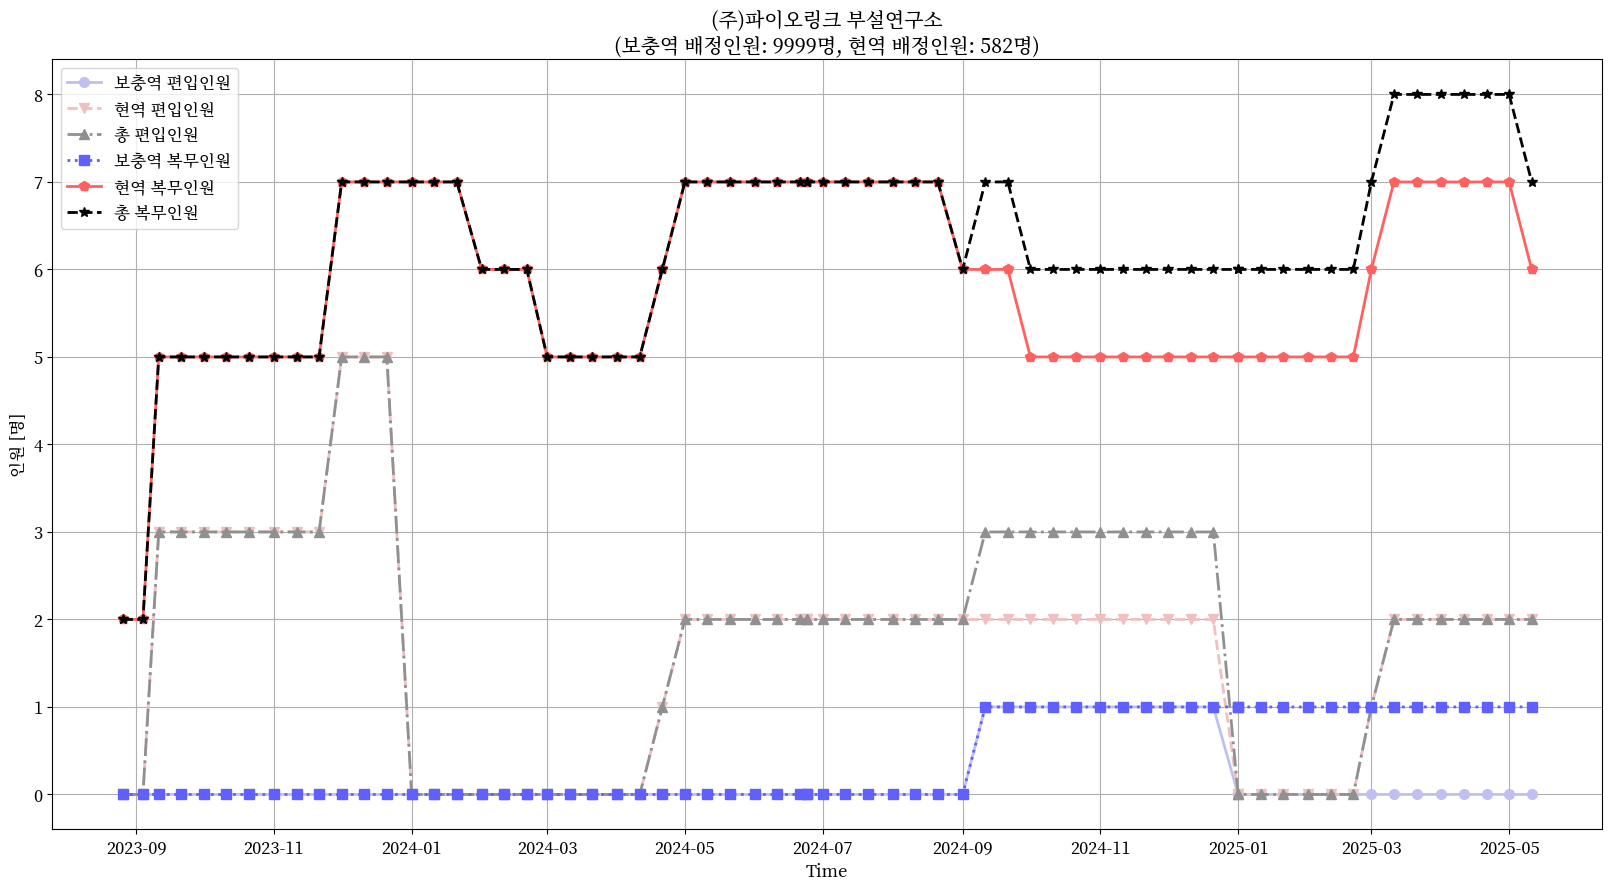 (주)파이오링크 부설연구소
(보충역 배정인원: 9999명, 현역 배정인원: 582명)
보충역 편입인원
현역 편입인원
총 편입인원
보충역 복무인원
현역 복무인원
총 복무인원
인원 [명]
8
7
6
5
4
3
2
1
0
2023-09
2023-11
2024-01
2024-03
2024-05
2024-07
2024-09
2024-11
2025-01
2025-03
2025-05
Time